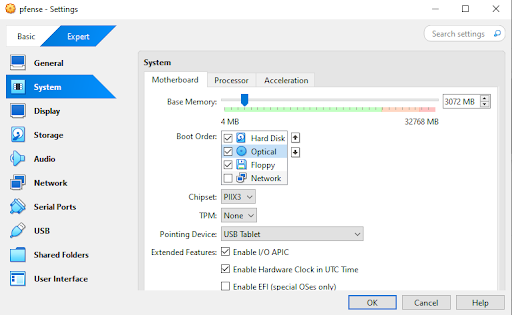 pfense - Settings
Basic Expert
Search settings
General
System
Display
Storage
Audio
Network
Serial Ports
USB
Shared Folders
User Interface
System
Motherboard Processor Acceleration
Base Memory: 3072 MB
4 MB 32768 MB
Boot Order: Hard Disk
Optical
Floppy
Network
Chipset: PIIX3
TPM: None
Pointing Device: USB Tablet
Extended Features: Enable I/O APIC
Enable Hardware Clock in UTC Time
Enable EFI (special OSes only)
OK Cancel Help